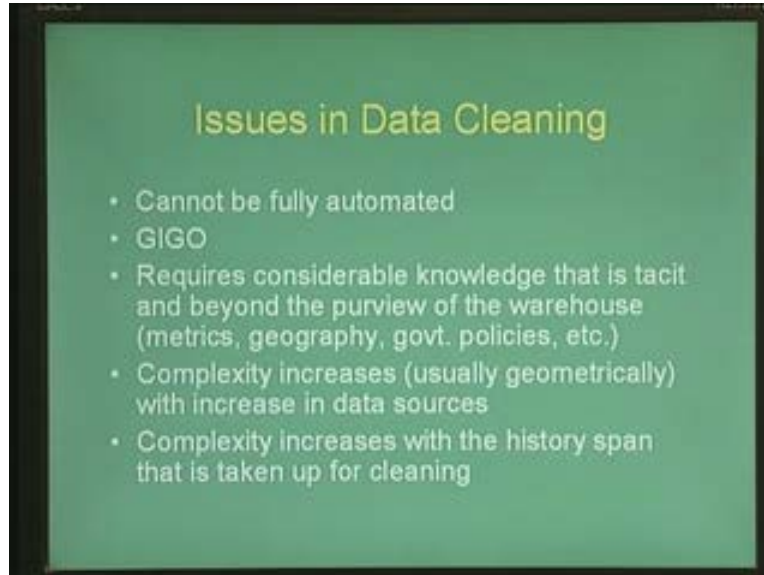 Issues in Data Cleaning
• Cannot be fully automated
• GIGO
• Requires considerable knowledge that is tacit
and beyond the purview of the warehouse
(metrics, geography, govt. policies, etc.)
• Complexity increases (usually geometrically)
with increase in data sources
• Complexity increases with the history span
that is taken up for cleaning